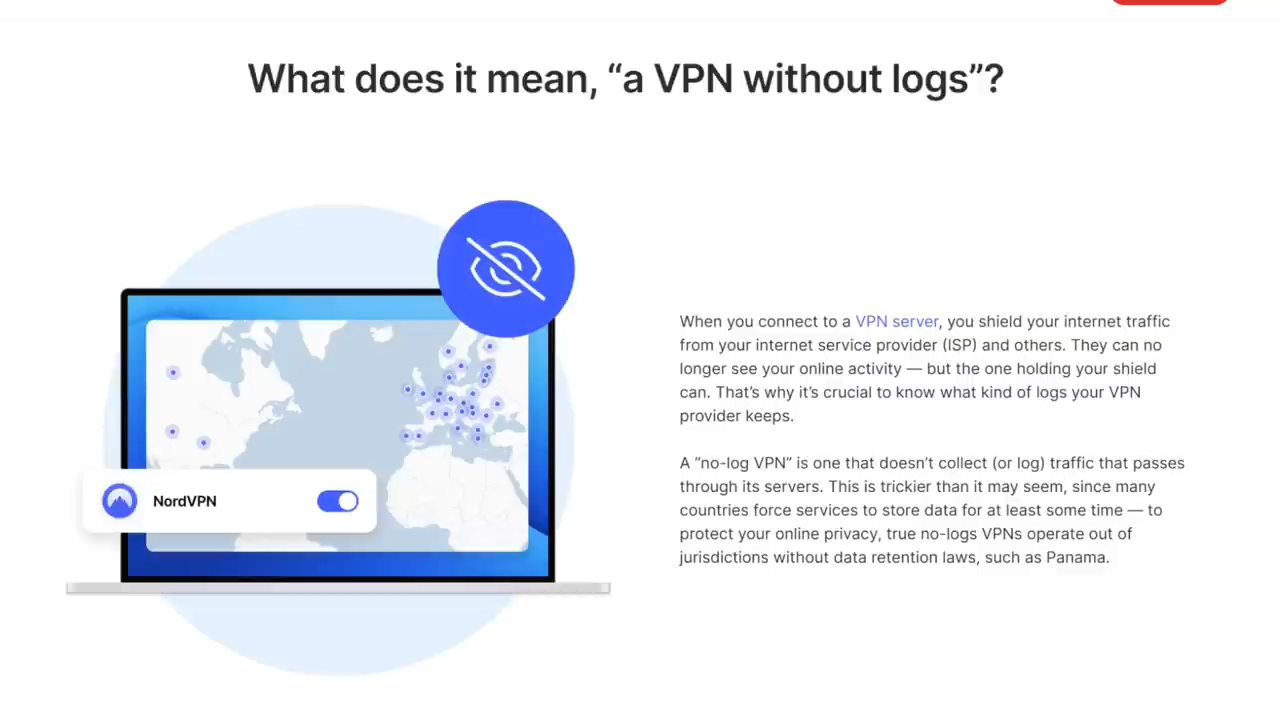 What does it mean, “a VPN without logs”?
When you connect to a VPN server, you shield your internet traffic
from your internet service provider (ISP) and others. They can no
longer see your online activity — but the one holding your shield
can. That’s why it’s crucial to know what kind of logs your VPN
provider keeps.
A “no-log VPN” is one that doesn’t collect (or log) traffic that passes
through its servers. This is trickier than it may seem, since many
countries force services to store data for at least some time — to
protect your online privacy, true no-logs VPNs operate out of
jurisdictions without data retention laws, such as Panama.
NordVPN